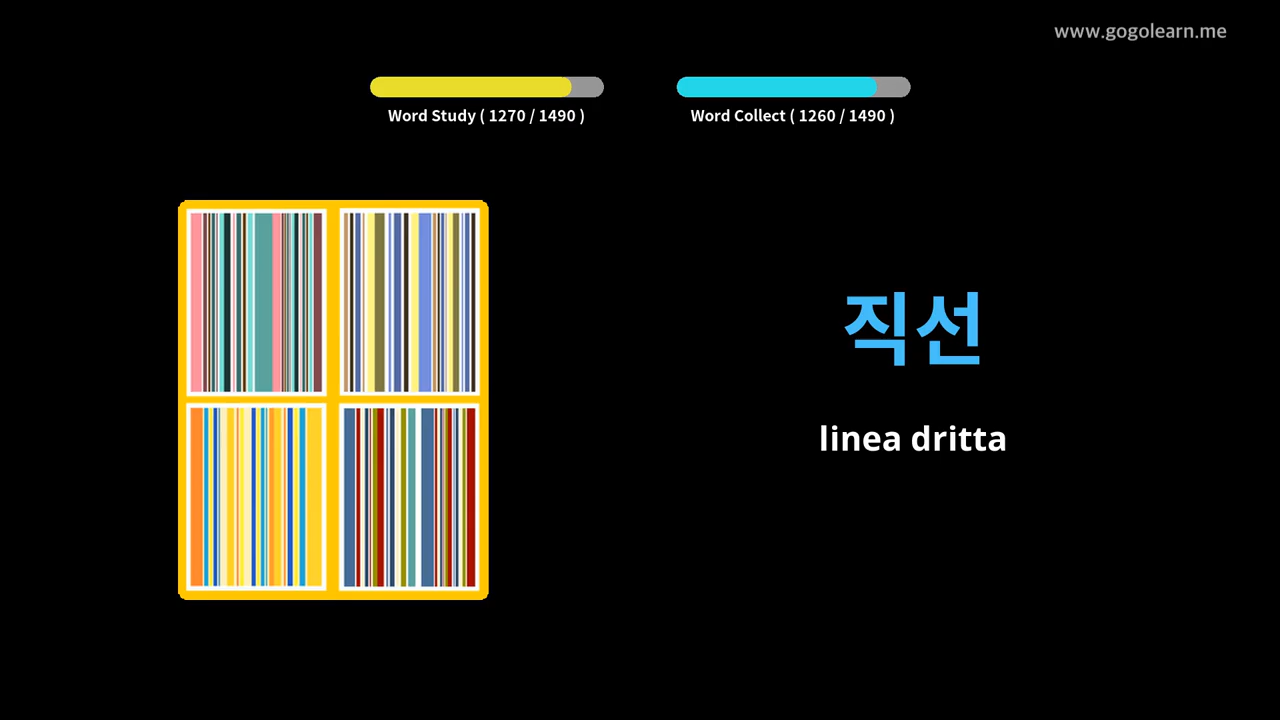 www.gogolearn.me
Word Study ( 1270 / 1490 )
Word Collect ( 1260 / 1490 )
직선
linea dritta